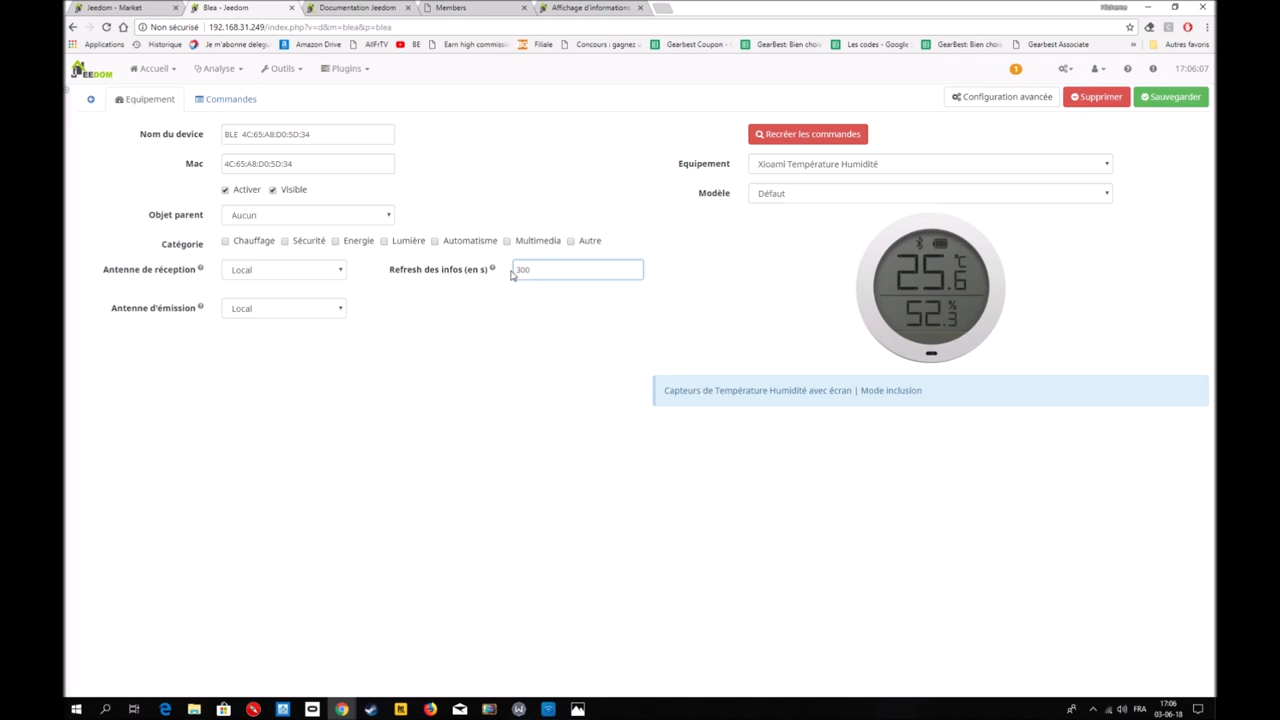 Jeedom - Market
Blea - Jeedom
Documentation Jeedom
Members
Affichage d'informations
Non sécurisé 192.168.31.249/index.php?v=d&m=blea&p=blea
Applications Historique Je m'abonne deleg Amazon Drive AliFrTV BE Earn high commissi Filiale Concours : gagnez u Gearbest Coupon - GearBest: Bien choi Les codes - Google GearBest: Bien choi Gearbest Associate » Autres favoris
JEEDOM Accueil Analyse Outils Plugins 1 17:06:07
Equipement Commandes Configuration avancée Supprimer Sauvegarder
Nom du device BLE 4C:65:A8:D0:5D:34
Recréer les commandes
Mac 4C:65:A8:D0:5D:34
Equipement Xioami Température Humidité
Activer Visible
Modèle Défaut
Objet parent Aucun
Catégorie Chauffage Sécurité Energie Lumière Automatisme Multimedia Autre
Antenne de réception Local Refresh des infos (en s) 300
Antenne d'émission Local
25.6 °C
52.3 %
Capteurs de Température Humidité avec écran | Mode inclusion
FRA
17:06
03-06-18